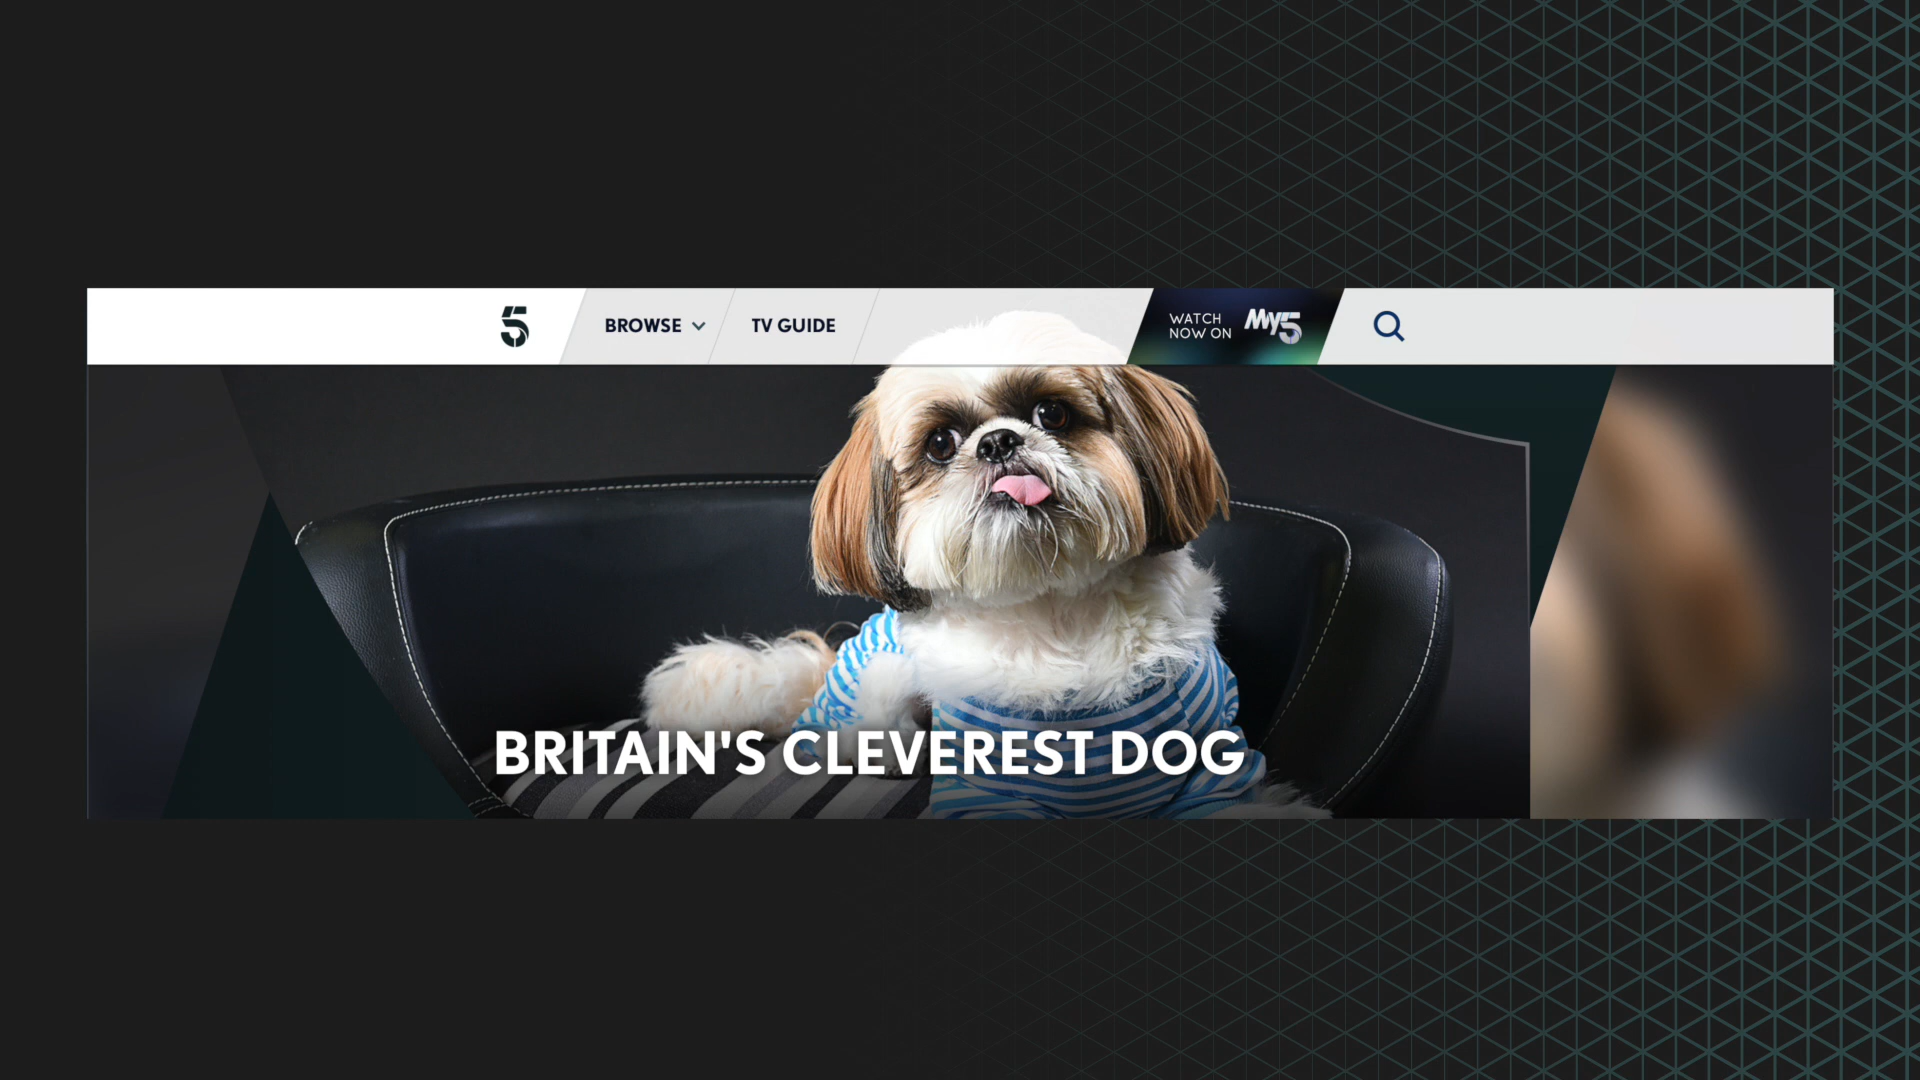 5
BROWSE
TV GUIDE
WATCH
NOW ON
My5
BRITAIN'S CLEVEREST DOG